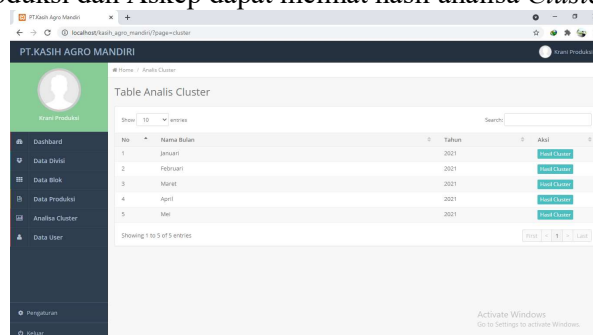 oduksi dan Askep dapat melihat hasil analisa Cluste
PT.Kasih Agro Mandiri
localhost/kasih_agro_mandiri/?page=cluster
PT.KASIH AGRO MANDIRI
Krani Produksi
Krani Produksi
Home / Analis Cluster
Table Analis Cluster
Show 10 entries
Search:
No Nama Bulan Tahun Aksi
1 Januari 2021 Hasil Cluster
2 Februari 2021 Hasil Cluster
3 Maret 2021 Hasil Cluster
4 April 2021 Hasil Cluster
5 Mei 2021 Hasil Cluster
Showing 1 to 5 of 5 entries
First < 1 > Last
Dashbard
Data Divisi
Data Blok
Data Produksi
Analisa Cluster
Data User
Pengaturan
Keluar
Activate Windows
Go to Settings to activate Windows.